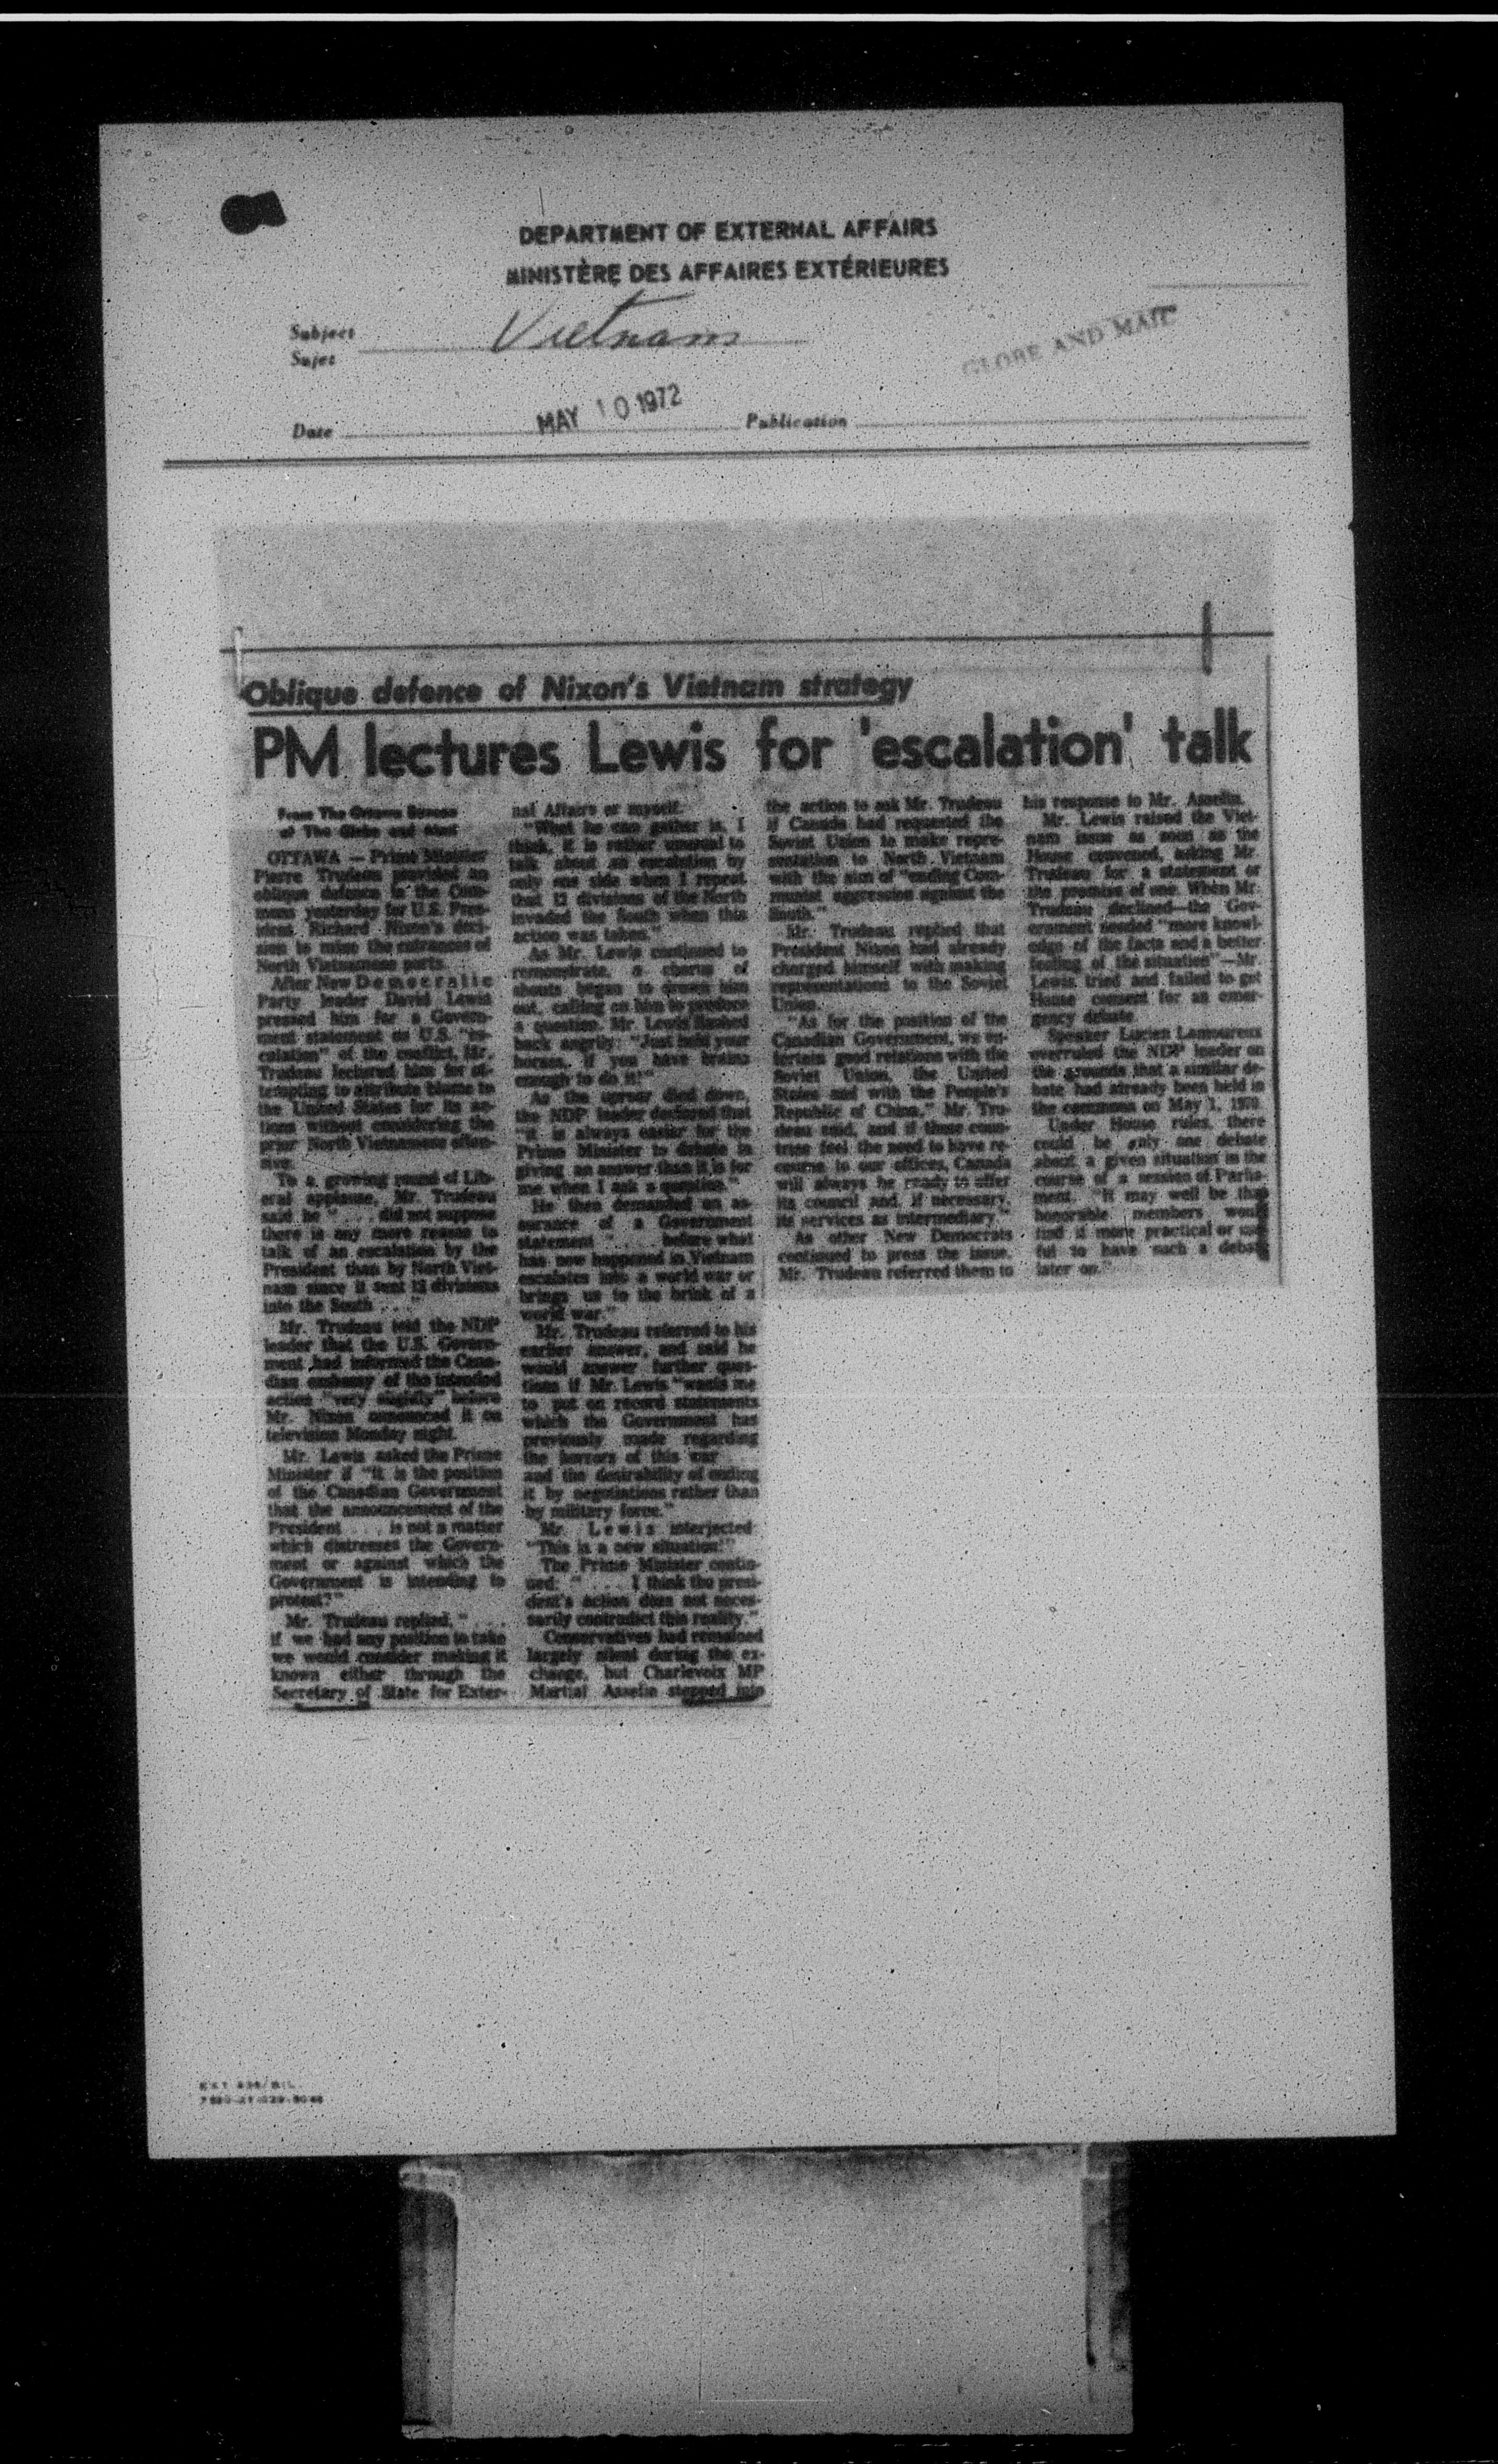 DEPARTMENT OF EXTERNAL AFFAIRS
MINISTÈRE DES AFFAIRES EXTÉRIEURES
Subject
Sujet
Vietnam
GLOBE AND MAIL
Date
MAY 10 1972
Publication
Oblique defence of Nixon's Vietnam strategy
PM lectures Lewis for 'escalation' talk
From The Ottawa Bureau
of The Globe and Mail
OTTAWA — Prime Minister
Pierre Trudeau provided an
oblique defence in the Com-
mons yesterday for U.S. Pres-
ident Richard Nixon's deci-
sion to mine the entrances of
North Vietnamese ports.
After New Democratic
Party leader David Lewis
pressed him for a Govern-
ment statement on U.S. "es-
calation" of the conflict, Mr.
Trudeau lectured him for at-
tempting to attribute blame to
the United States for its ac-
tions without considering the
prior North Vietnamese offen-
sive.
To a growing round of Lib-
eral applause, Mr. Trudeau
said he ". . . did not suppose
there is any more reason to
talk of an escalation by the
President than by North Viet-
nam since it sent 12 divisions
into the South . . ."
Mr. Trudeau told the NDP
leader that the U.S. Govern-
ment had informed the Cana-
dian embassy of the intended
action "very slightly" before
Mr. Nixon announced it on
television Monday night.
Mr. Lewis asked the Prime
Minister if "it is the position
of the Canadian Government
that the announcement of the
President . . . is not a matter
which distresses the Govern-
ment or against which the
Government is intending to
protest?"
Mr. Trudeau replied, ". . .
if we had any position to take
we would consider making it
known either through the
Secretary of State for Exter-
nal Affairs or myself.
"What he can gather is, I
think, it is rather unusual to
talk about an escalation by
only one side when I repeat
that 12 divisions of the North
invaded the South when this
action was taken."
As Mr. Lewis continued to
remonstrate, a chorus of
shouts began to drown him
out, calling on him to produce
a question. Mr. Lewis flashed
back angrily: "Just hold your
horses, if you have brains
enough to do it!"
As the uproar died down,
the NDP leader declared that
"it is always easier for the
Prime Minister to debate in
giving an answer than it is for
me when I ask a question."
He then demanded an as-
surance of a Government
statement ". . . before what
has now happened in Vietnam
escalates into a world war or
brings us to the brink of a
world war."
Mr. Trudeau referred to his
earlier answer, and said he
would answer further ques-
tions if Mr. Lewis "wants me
to put on record statements
which the Government has
previously made regarding
the horrors of this war
and the desirability of ending
it by negotiations rather than
by military force."
Mr. Lewis interjected:
"This is a new situation!"
The Prime Minister contin-
ued: ". . . I think the presi-
dent's action does not neces-
sarily contradict this reality."
Conservatives had remained
largely silent during the ex-
change, but Charlevoix MP
Martial Asselin stepped into
the action to ask Mr. Trudeau
if Canada had requested the
Soviet Union to make repre-
sentation to North Vietnam
with the aim of "ending Com-
munist aggression against the
South."
Mr. Trudeau replied that
President Nixon had already
charged himself with making
representations to the Soviet
Union.
"As for the position of the
Canadian Government, we en-
tertain good relations with the
Soviet Union, the United
States and with the People's
Republic of China," Mr. Tru-
deau said, and if these coun-
tries feel the need to have re-
course to our offices, Canada
will always be ready to offer
its council and, if necessary,
its services as intermediary."
As other New Democrats
continued to press the issue,
Mr. Trudeau referred them to
his response to Mr. Asselin.
Mr. Lewis raised the Viet-
nam issue as soon as the
House convened, asking Mr.
Trudeau for a statement or
the promise of one. When Mr.
Trudeau declined—the Gov-
ernment needed "more knowl-
edge of the facts and a better
feeling of the situation"—Mr.
Lewis tried and failed to get
House consent for an emer-
gency debate.
Speaker Lucien Lamoureux
overruled the NDP leader on
the grounds that a similar de-
bate had already been held in
the commons on May 1,
Under House rules, there
could be only one debate
about a given situation in the
course of a session of Parlia-
ment. "It may well be that
honorable members would
find it more practical or use-
ful to have such a debate
later on."